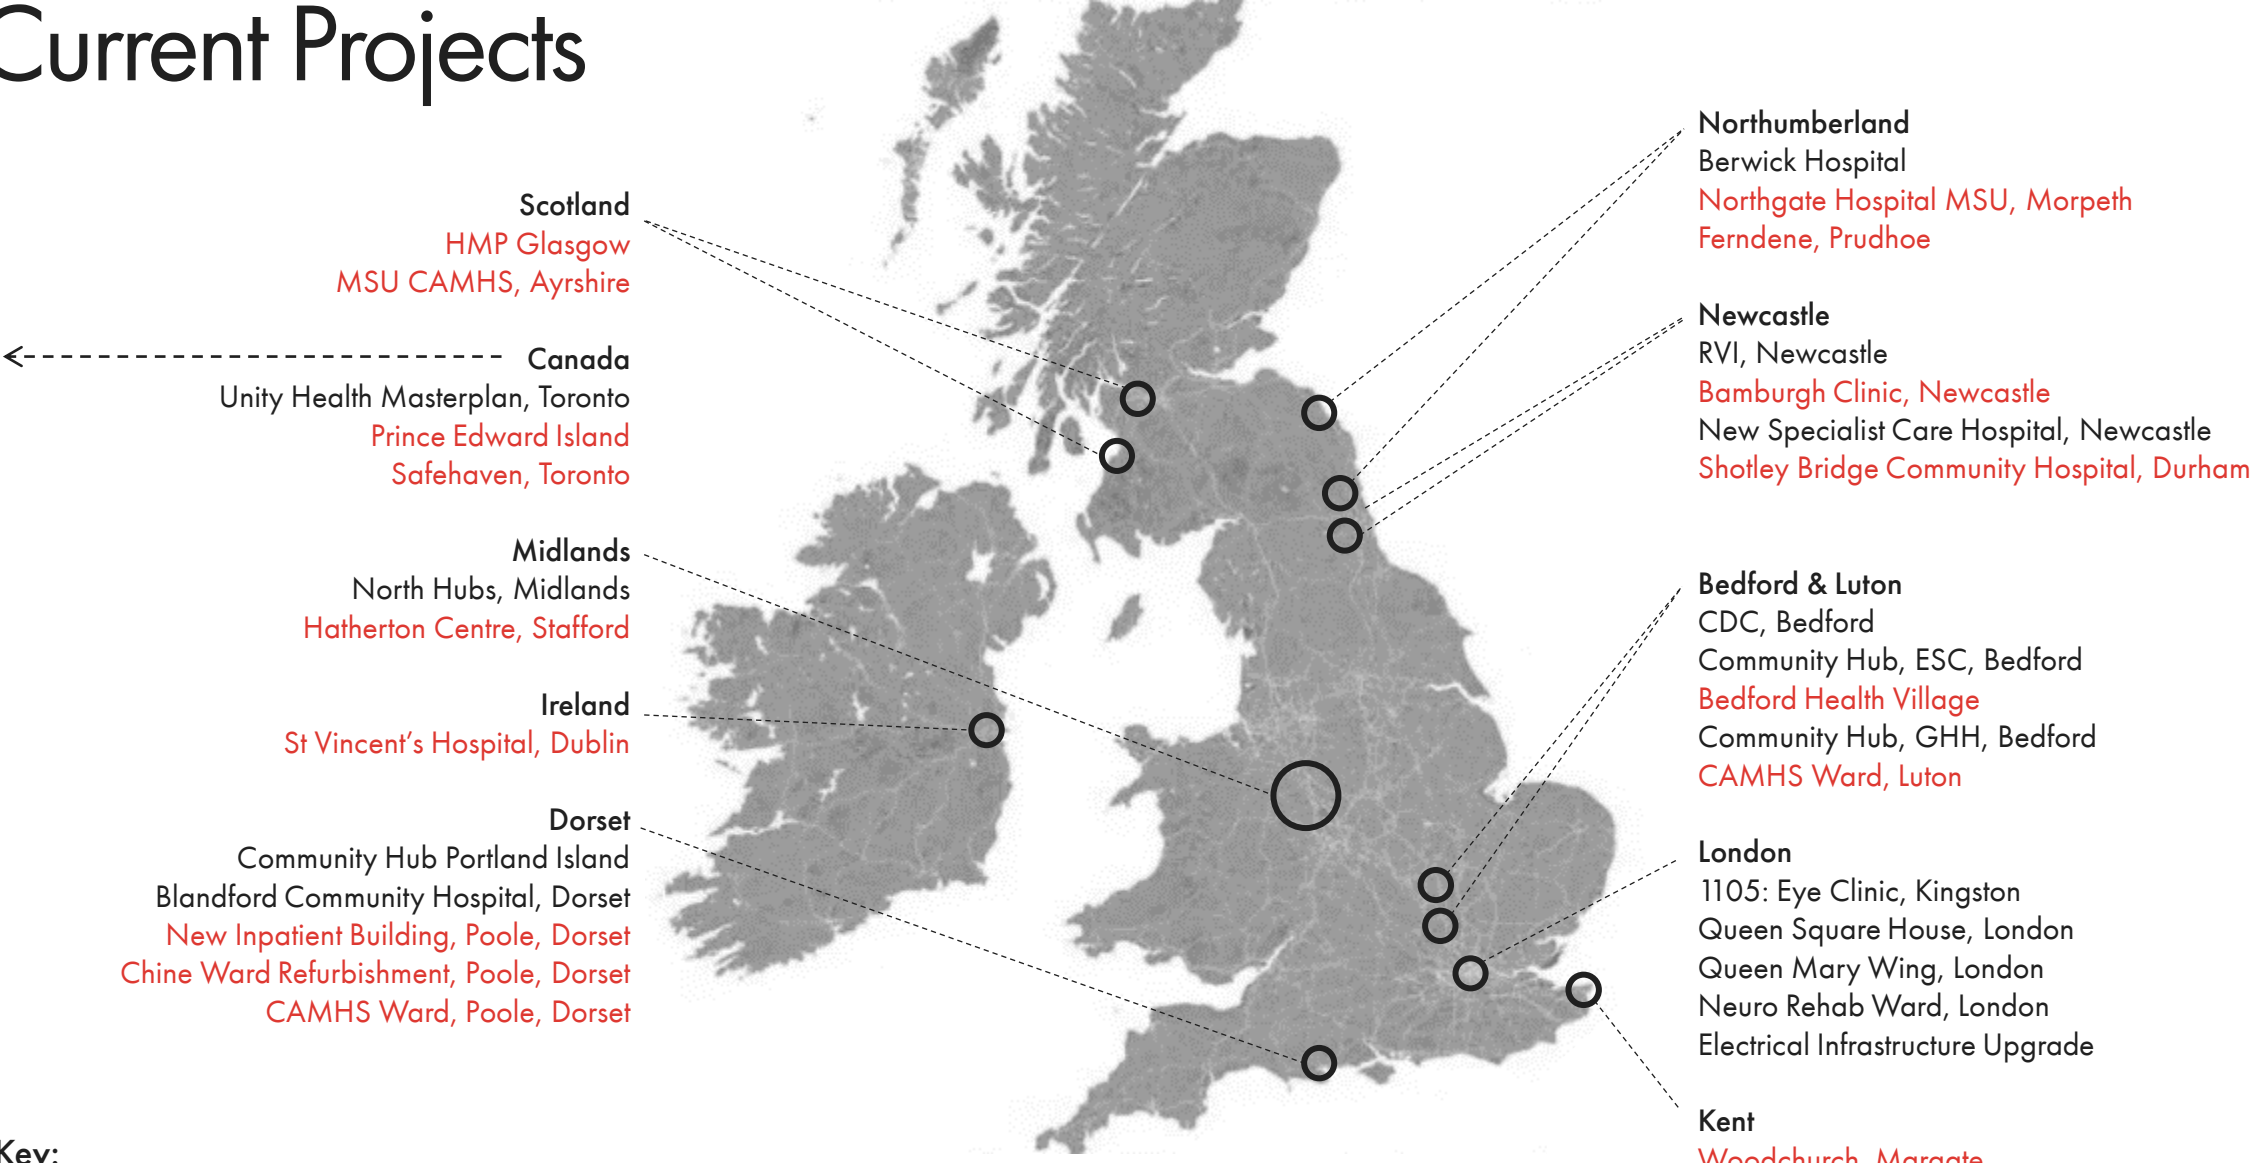 Current Projects
Scotland
HMP Glasgow
MSU CAMHS, Ayrshire
Canada
Unity Health Masterplan, Toronto
Prince Edward Island
Safehaven, Toronto
Midlands
North Hubs, Midlands
Hatherton Centre, Stafford
Ireland
St Vincent's Hospital, Dublin
Dorset
Community Hub Portland Island
Blandford Community Hospital, Dorset
New Inpatient Building, Poole, Dorset
Chine Ward Refurbishment, Poole, Dorset
CAMHS Ward, Poole, Dorset
Key:
Northumberland
Berwick Hospital
Northgate Hospital MSU, Morpeth
Ferndene, Prudhoe
Newcastle
RVI, Newcastle
Bamburgh Clinic, Newcastle
New Specialist Care Hospital, Newcastle
Shotley Bridge Community Hospital, Durham
Bedford & Luton
CDC, Bedford
Community Hub, ESC, Bedford
Bedford Health Village
Community Hub, GHH, Bedford
CAMHS Ward, Luton
London
1105: Eye Clinic, Kingston
Queen Square House, London
Queen Mary Wing, London
Neuro Rehab Ward, London
Electrical Infrastructure Upgrade
Kent
Woodchurch, Margate